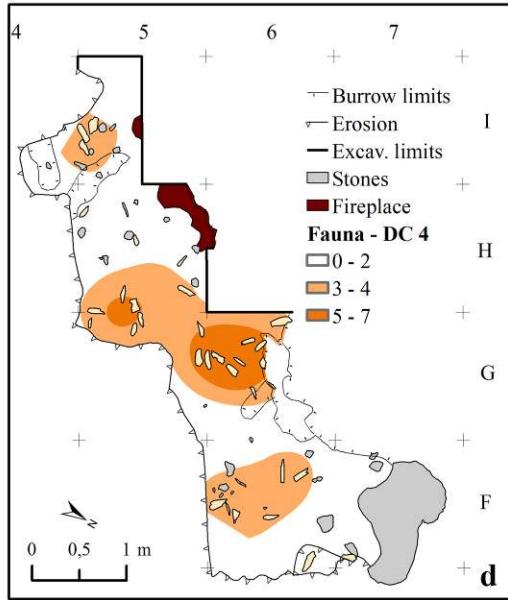 4 5 6 7
Burrow limits
I
Erosion
Excav. limits
Stones
Fireplace
Fauna - DC 4
H
0 - 2
3 - 4
5 - 7
G
F
N
0 0,5 1 m
d